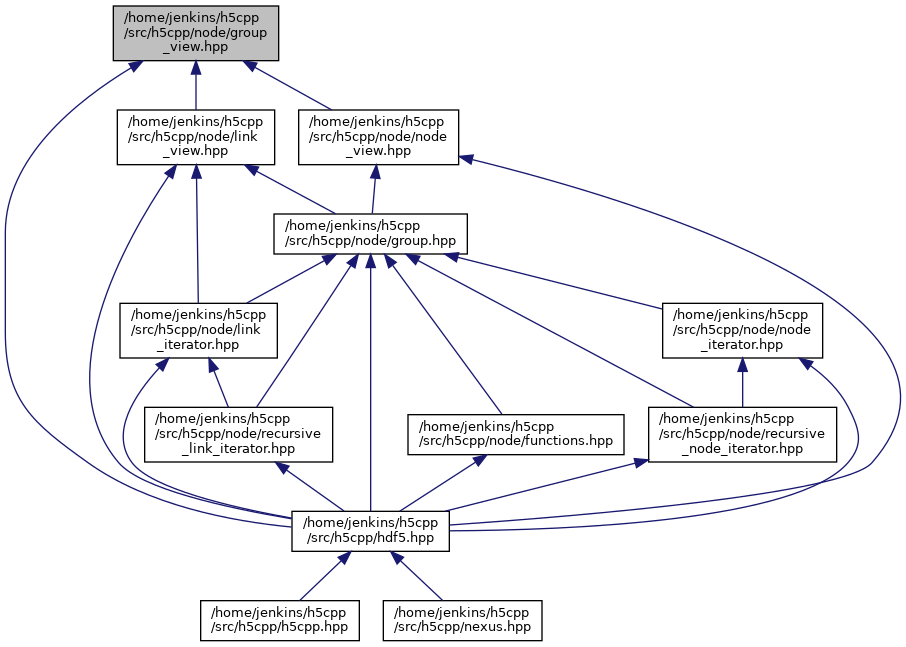 /home/jenkins/h5cpp
/src/h5cpp/node/group
_view.hpp
/home/jenkins/h5cpp
/src/h5cpp/node/link
_view.hpp
/home/jenkins/h5cpp
/src/h5cpp/node/node
_view.hpp
/home/jenkins/h5cpp
/src/h5cpp/node/group.hpp
/home/jenkins/h5cpp
/src/h5cpp/node/link
_iterator.hpp
/home/jenkins/h5cpp
/src/h5cpp/node/node
_iterator.hpp
/home/jenkins/h5cpp
/src/h5cpp/node/recursive
_link_iterator.hpp
/home/jenkins/h5cpp
/src/h5cpp/node/functions.hpp
/home/jenkins/h5cpp
/src/h5cpp/node/recursive
_node_iterator.hpp
/home/jenkins/h5cpp
/src/h5cpp/hdf5.hpp
/home/jenkins/h5cpp
/src/h5cpp/h5cpp.hpp
/home/jenkins/h5cpp
/src/h5cpp/nexus.hpp